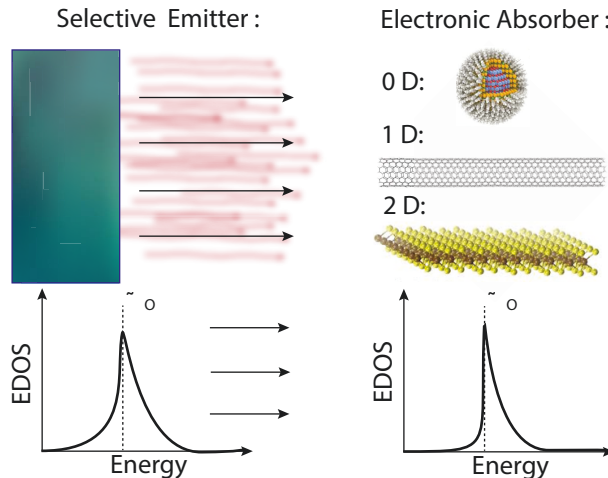 Selective Emitter :
Electronic Absorber :
0 D:
1 D:
2 D:
˜ O
EDOS
Energy
˜ O
EDOS
Energy